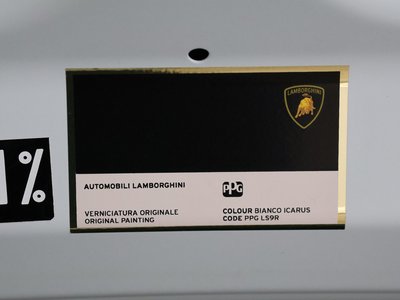 LAMBORGHINI
1%
AUTOMOBILI LAMBORGHINI
PPG
VERNICIATURA ORIGINALE
ORIGINAL PAINTING
COLOUR BIANCO ICARUS
CODE PPG LS9R